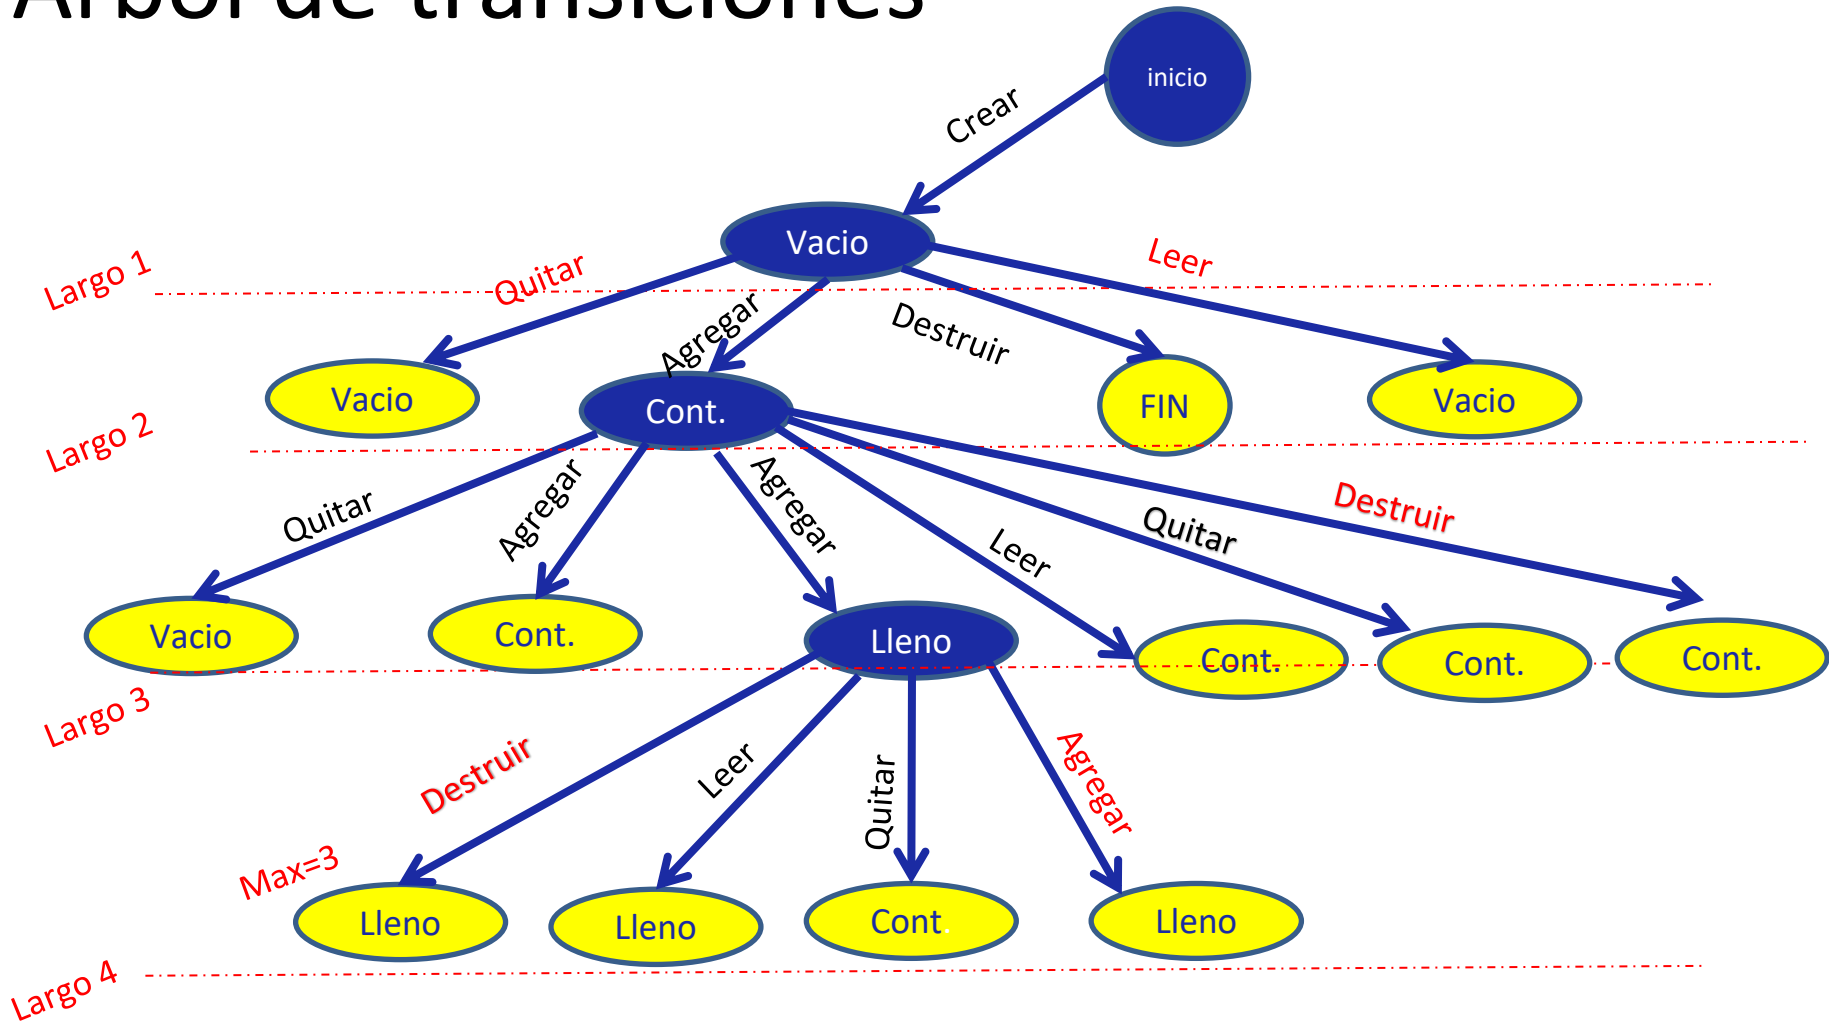 Árbol de transiciones
inicio
Crear
Vacio
Largo 1
Quitar
Agregar
Destruir
Leer
Vacio
Cont.
FIN
Vacio
Largo 2
Quitar
Agregar
Agregar
Leer
Quitar
Destruir
Vacio
Cont.
Lleno
Cont.
Cont.
Cont.
Largo 3
Destruir
Leer
Quitar
Agregar
Max=3
Lleno
Lleno
Cont.
Lleno
Largo 4